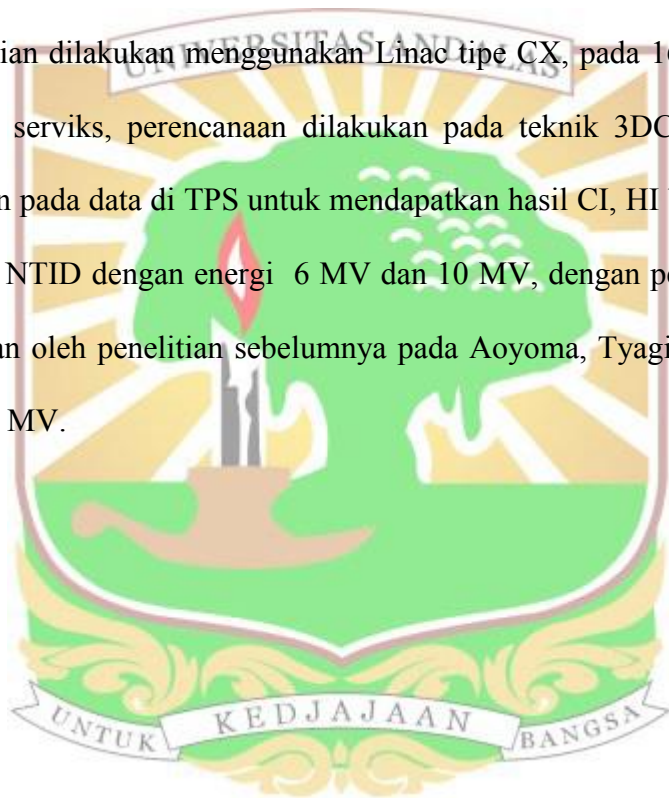 UNIVERSITAS ANDALAS
ian dilakukan menggunakan Linac tipe CX, pada
serviks, perencanaan dilakukan pada teknik
n pada data di TPS untuk mendapatkan hasil CI, HI
NTID dengan energi 6 MV dan 10 MV, dengan
an oleh penelitian sebelumnya pada Aoyoma, Tyagi
MV.
UNTUK KEDJAJAAN BANGSA